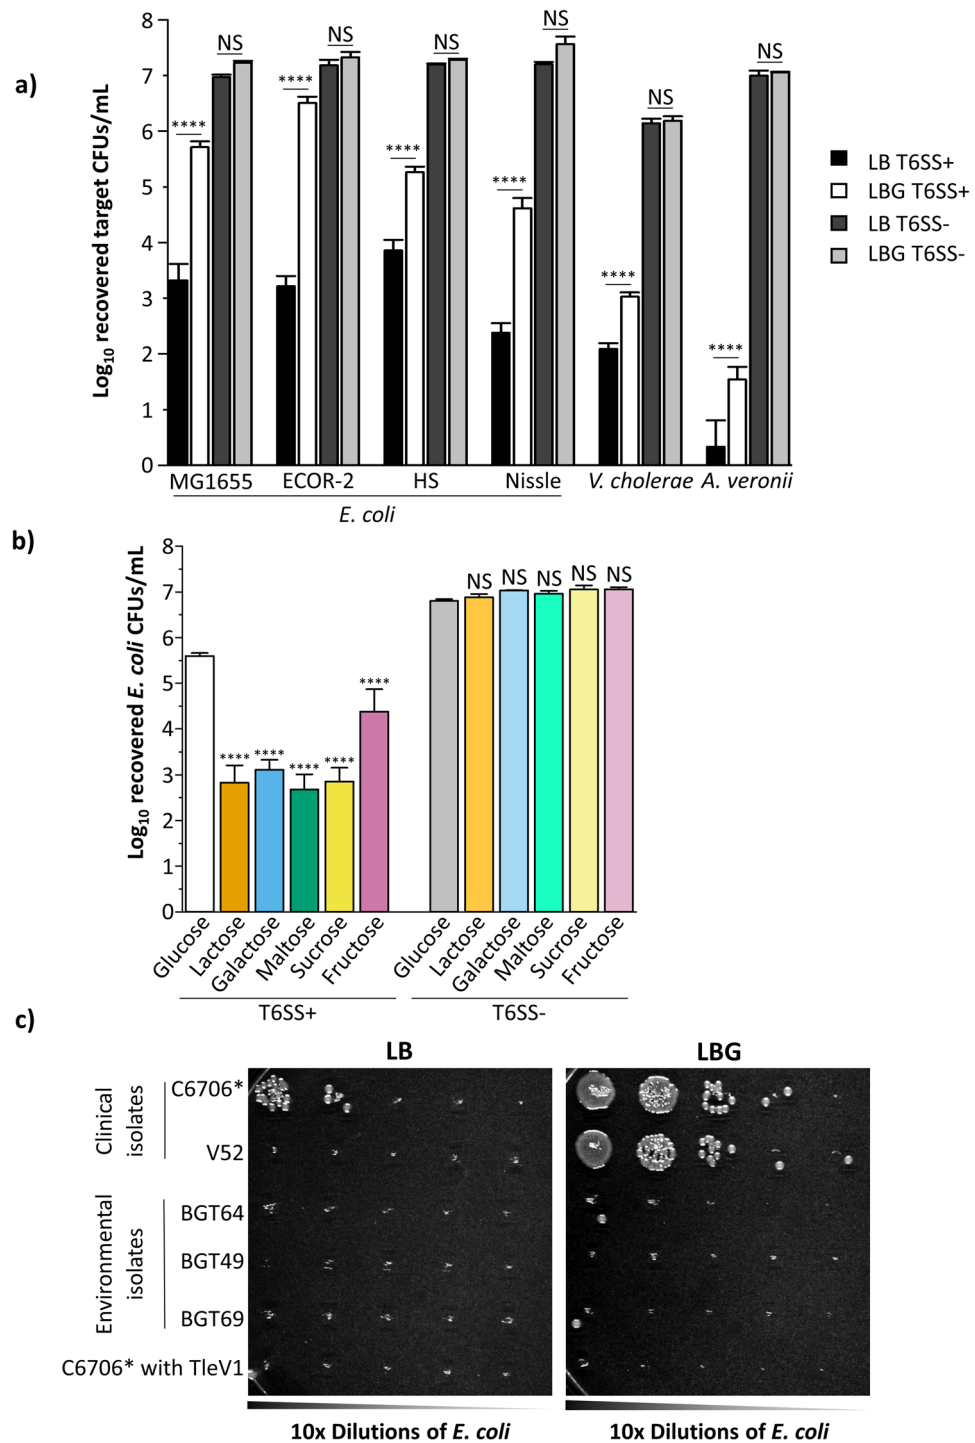 a)
Log10 recovered target CFUs/mL
8
7
6
5
4
3
2
1
0
NS
NS
NS
NS
NS
NS
****
****
****
****
****
****
LB T6SS+
LBG T6SS+
LB T6SS-
LBG T6SS-
MG1655 ECOR-2 HS Nissle V. cholerae A. veronii
E. coli
b)
Log10 recovered E. coli CFUs/mL
8
7
6
5
4
3
2
1
0
**** **** **** **** ****
NS NS NS NS NS
Glucose Lactose Galactose Maltose Sucrose Fructose
Glucose Lactose Galactose Maltose Sucrose Fructose
T6SS+ T6SS-
c)
LB LBG
Clinical
isolates
C6706*
V52
Environmental
isolates
BGT64
BGT49
BGT69
C6706* with TleV1
10x Dilutions of E. coli 10x Dilutions of E. coli